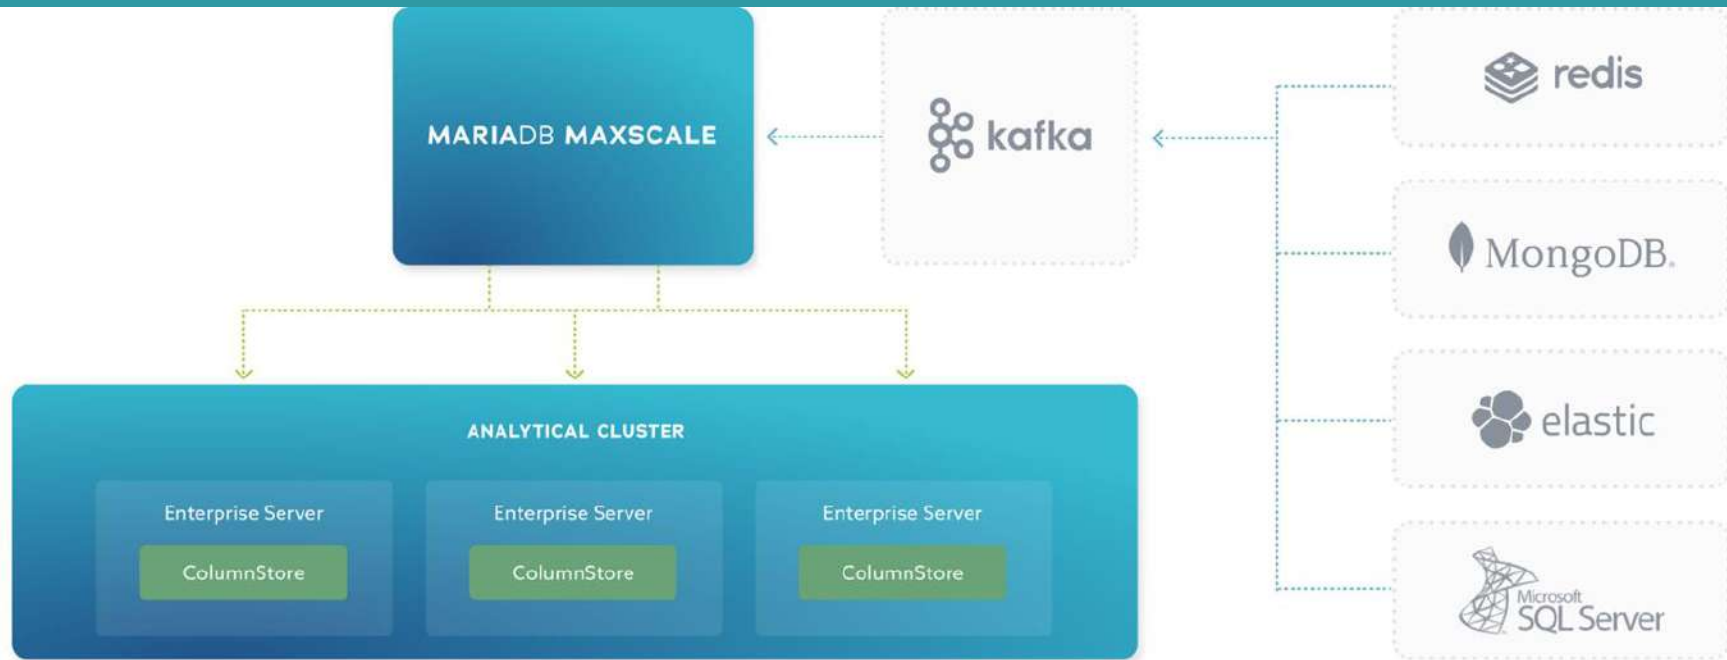 MARIADB MAXSCALE
kafka
redis
MongoDB.
elastic
Microsoft
SQL Server
ANALYTICAL CLUSTER
Enterprise Server
ColumnStore
Enterprise Server
ColumnStore
Enterprise Server
ColumnStore